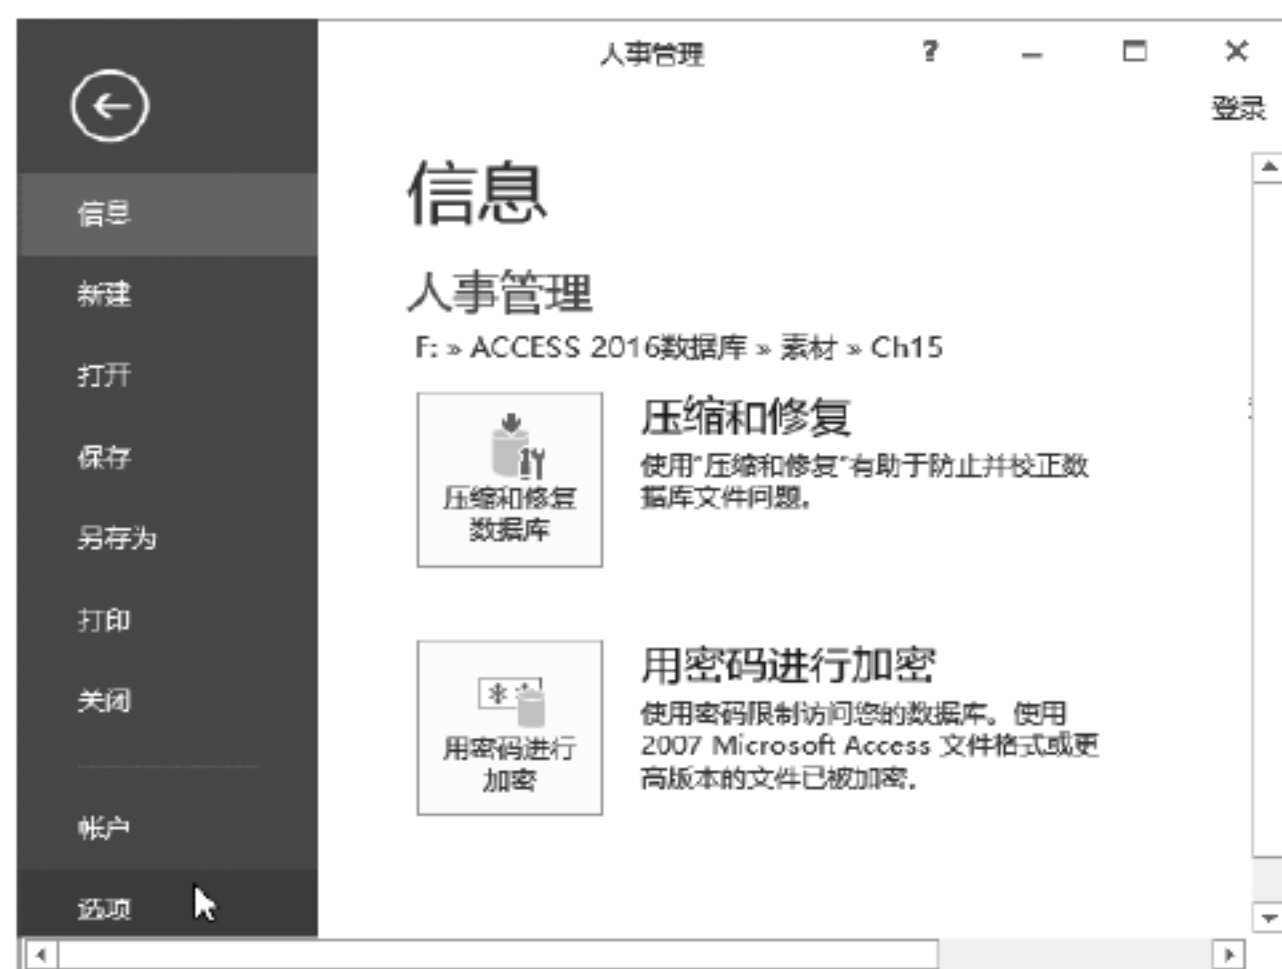 人事管理
登录
信息
新建
打开
保存
另存为
打印
关闭
帐户
选项
信息
人事管理
F: » ACCESS 2016数据库 » 素材 » Ch15
压缩和修复
数据库
压缩和修复
使用"压缩和修复"有助于防止并校正数
据库文件问题。
用密码进行
加密
用密码进行加密
使用密码限制访问您的数据库。使用
2007 Microsoft Access 文件格式或更
高版本的文件已被加密。